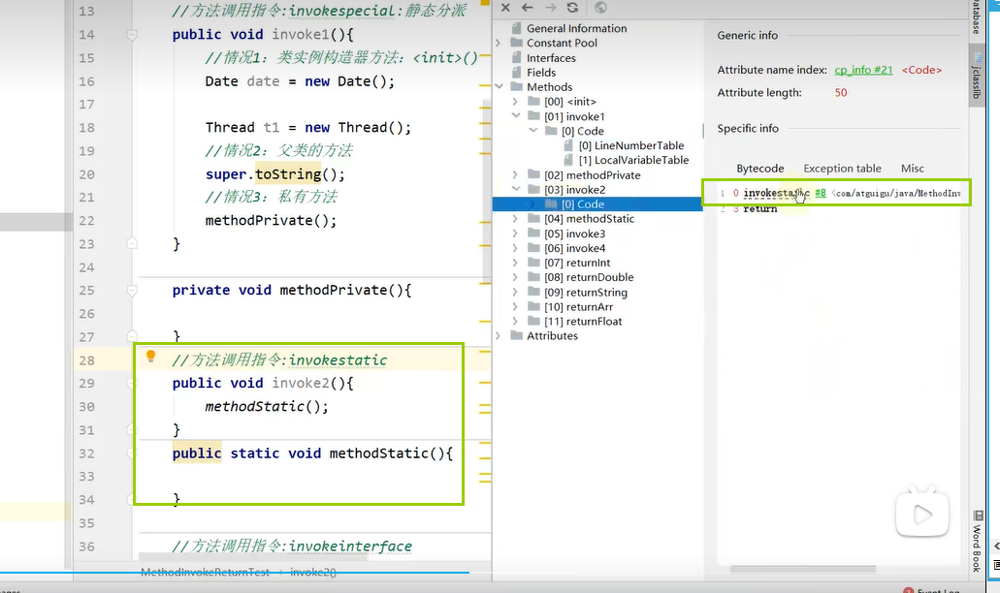 13 //方法调用指令:invokespecial:静态分派
14 public void invoke1(){
15 //情况1: 类实例构造器方法: <init>()
16 Date date = new Date();
17
18 Thread t1 = new Thread();
19 //情况2: 父类的方法
20 super.toString();
21 //情况3: 私有方法
22 methodPrivate();
23 }
24
25 private void methodPrivate(){
26
27 }
28 //方法调用指令:invokestatic
29 public void invoke2(){
30 methodStatic();
31 }
32 public static void methodStatic(){
33
34 }
35
36 //方法调用指令:invokeinterface
MethodInvokeReturnTest › invoke2()
General Information
Constant Pool
Interfaces
Fields
Methods
[00] <init>
[01] invoke1
[0] Code
[0] LineNumberTable
[1] LocalVariableTable
[02] methodPrivate
[03] invoke2
[0] Code
[04] methodStatic
[05] invoke3
[06] invoke4
[07] returnInt
[08] returnDouble
[09] returnString
[10] returnArr
[11] returnFloat
Attributes
Generic info
Attribute name index: cp_info #21 <Code>
Attribute length: 50
Specific info
Bytecode Exception table Misc
1 0 invokestatic #8 <com/atguigu/java/MethodInv
2 3 return
Database
jclasslib
Word Book
Event Log